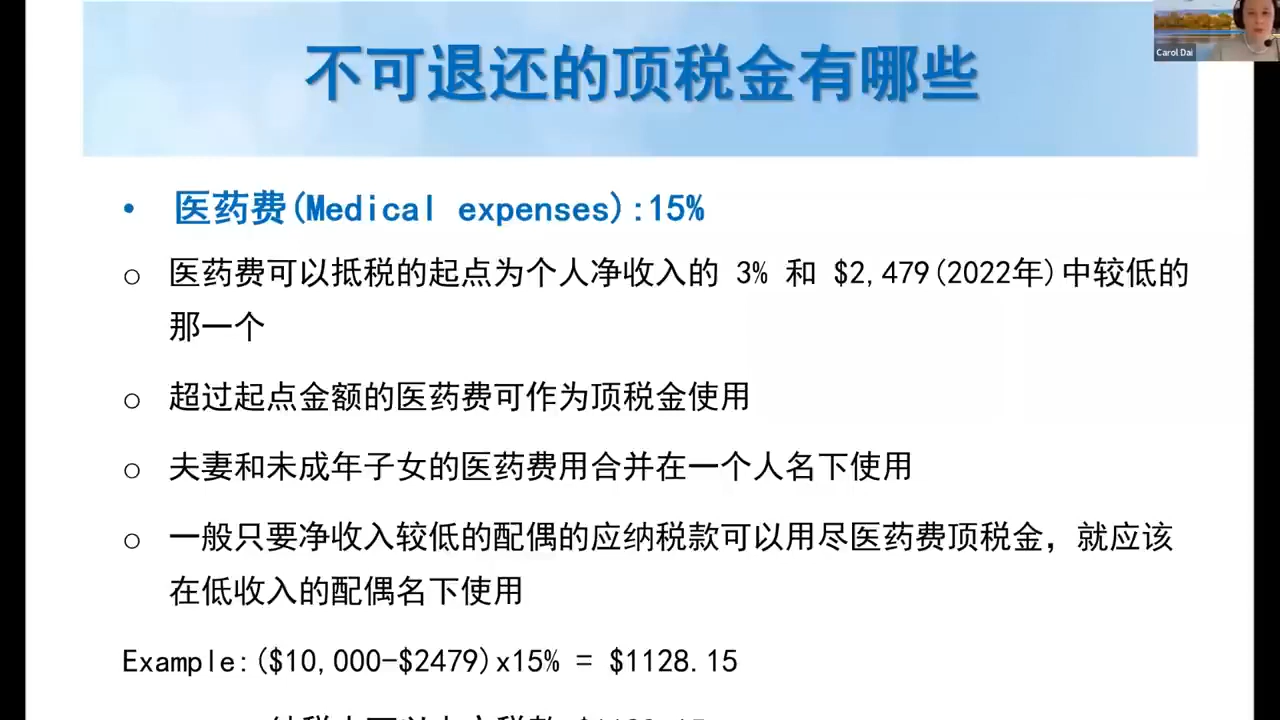 不可退还的顶税金有哪些
Carol Dai
• 医药费(Medical expenses):15%
○ 医药费可以抵税的起点为个人净收入的 3% 和 $2,479(2022年)中较低的
那一个
○ 超过起点金额的医药费可作为顶税金使用
○ 夫妻和未成年子女的医药费用合并在一个人名下使用
○ 一般只要净收入较低的配偶的应纳税款可以用尽医药费顶税金，就应该
在低收入的配偶名下使用
Example:($10,000-$2479)x15% = $1128.15